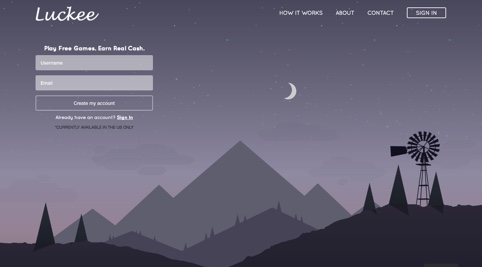 Luckee
HOW IT WORKS ABOUT CONTACT SIGN IN
Play Free Games. Earn Real Cash.
Username
Email
Create my account
Already have an account? Sign In
*CURRENTLY AVAILABLE IN THE US ONLY